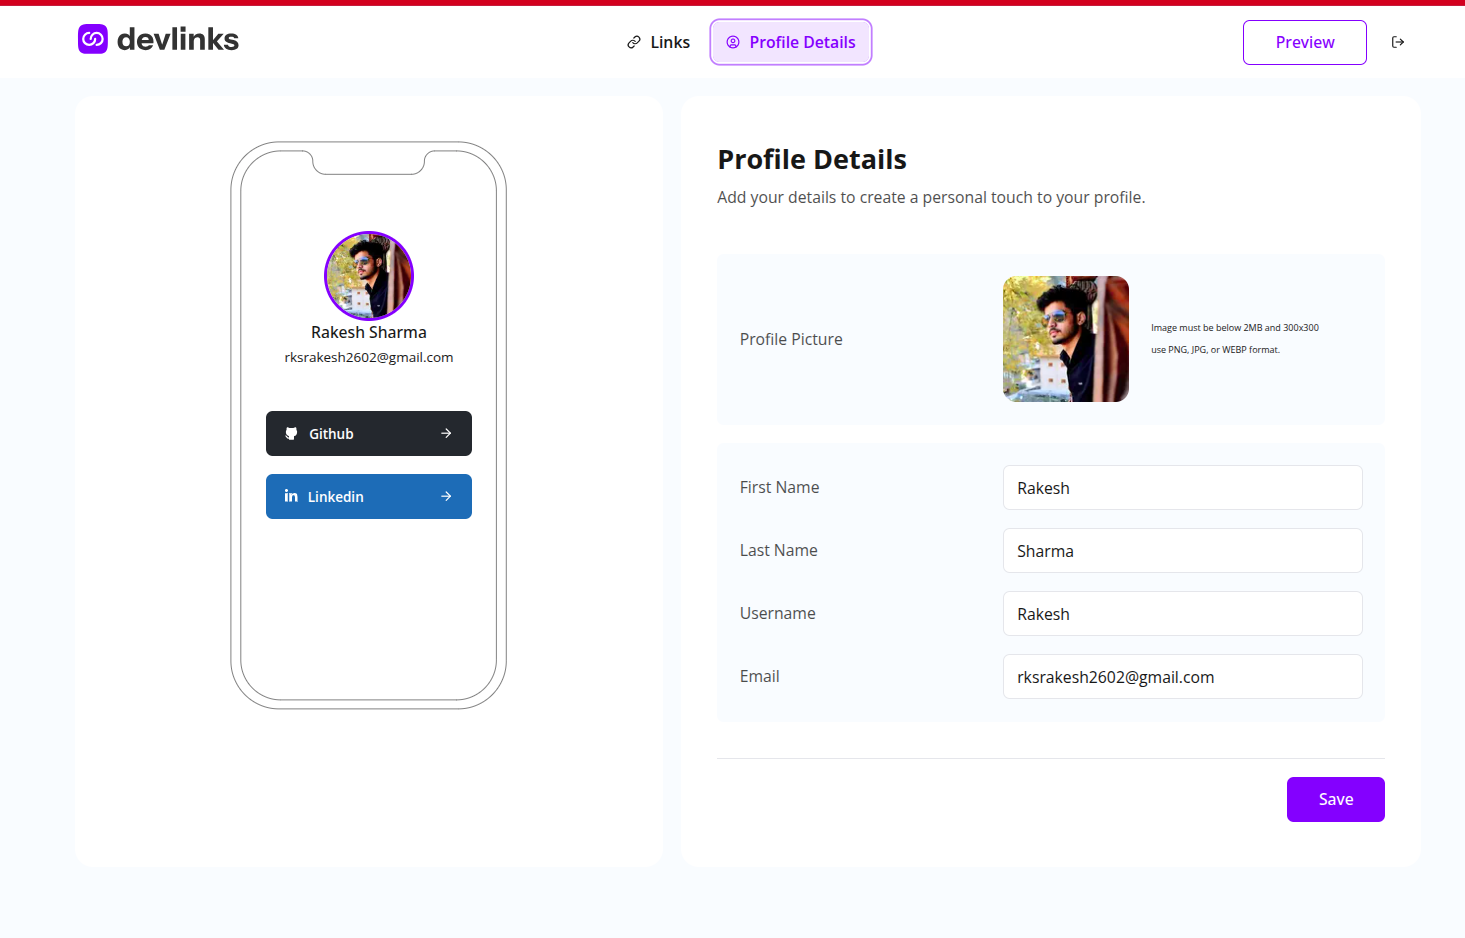 devlinks
Links
Profile Details
Preview
Rakesh Sharma
rksrakesh2602@gmail.com
Github
Linkedin
Profile Details
Add your details to create a personal touch to your profile.
Profile Picture
Image must be below 2MB and 300x300
use PNG, JPG, or WEBP format.
First Name
Rakesh
Last Name
Sharma
Username
Rakesh
Email
rksrakesh2602@gmail.com
Save